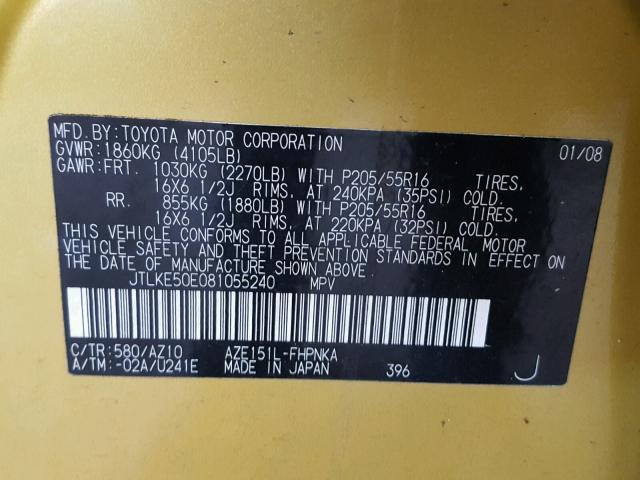 MFD.BY:TOYOTA MOTOR CORPORATION 01/08
GVWR:1860KG (4105LB)
GAWR:FRT. 1030KG (2270LB) WITH P205/55R16 TIRES,
16X6 1/2J RIMS, AT 240KPA (35PSI) COLD.
RR. 855KG (1880LB) WITH P205/55R16 TIRES,
16X6 1/2J RIMS, AT 220KPA (32PSI) COLD.
THIS VEHICLE CONFORMS TO ALL APPLICABLE FEDERAL MOTOR
VEHICLE SAFETY AND THEFT PREVENTION STANDARDS IN EFFECT ON
THE DATE OF MANUFACTURE SHOWN ABOVE.
JTLKE50E081055240 MPV
C/TR:580/AZ10 AZE151L-FHPNKA
A/TM:-02A/U241E MADE IN JAPAN 396 J